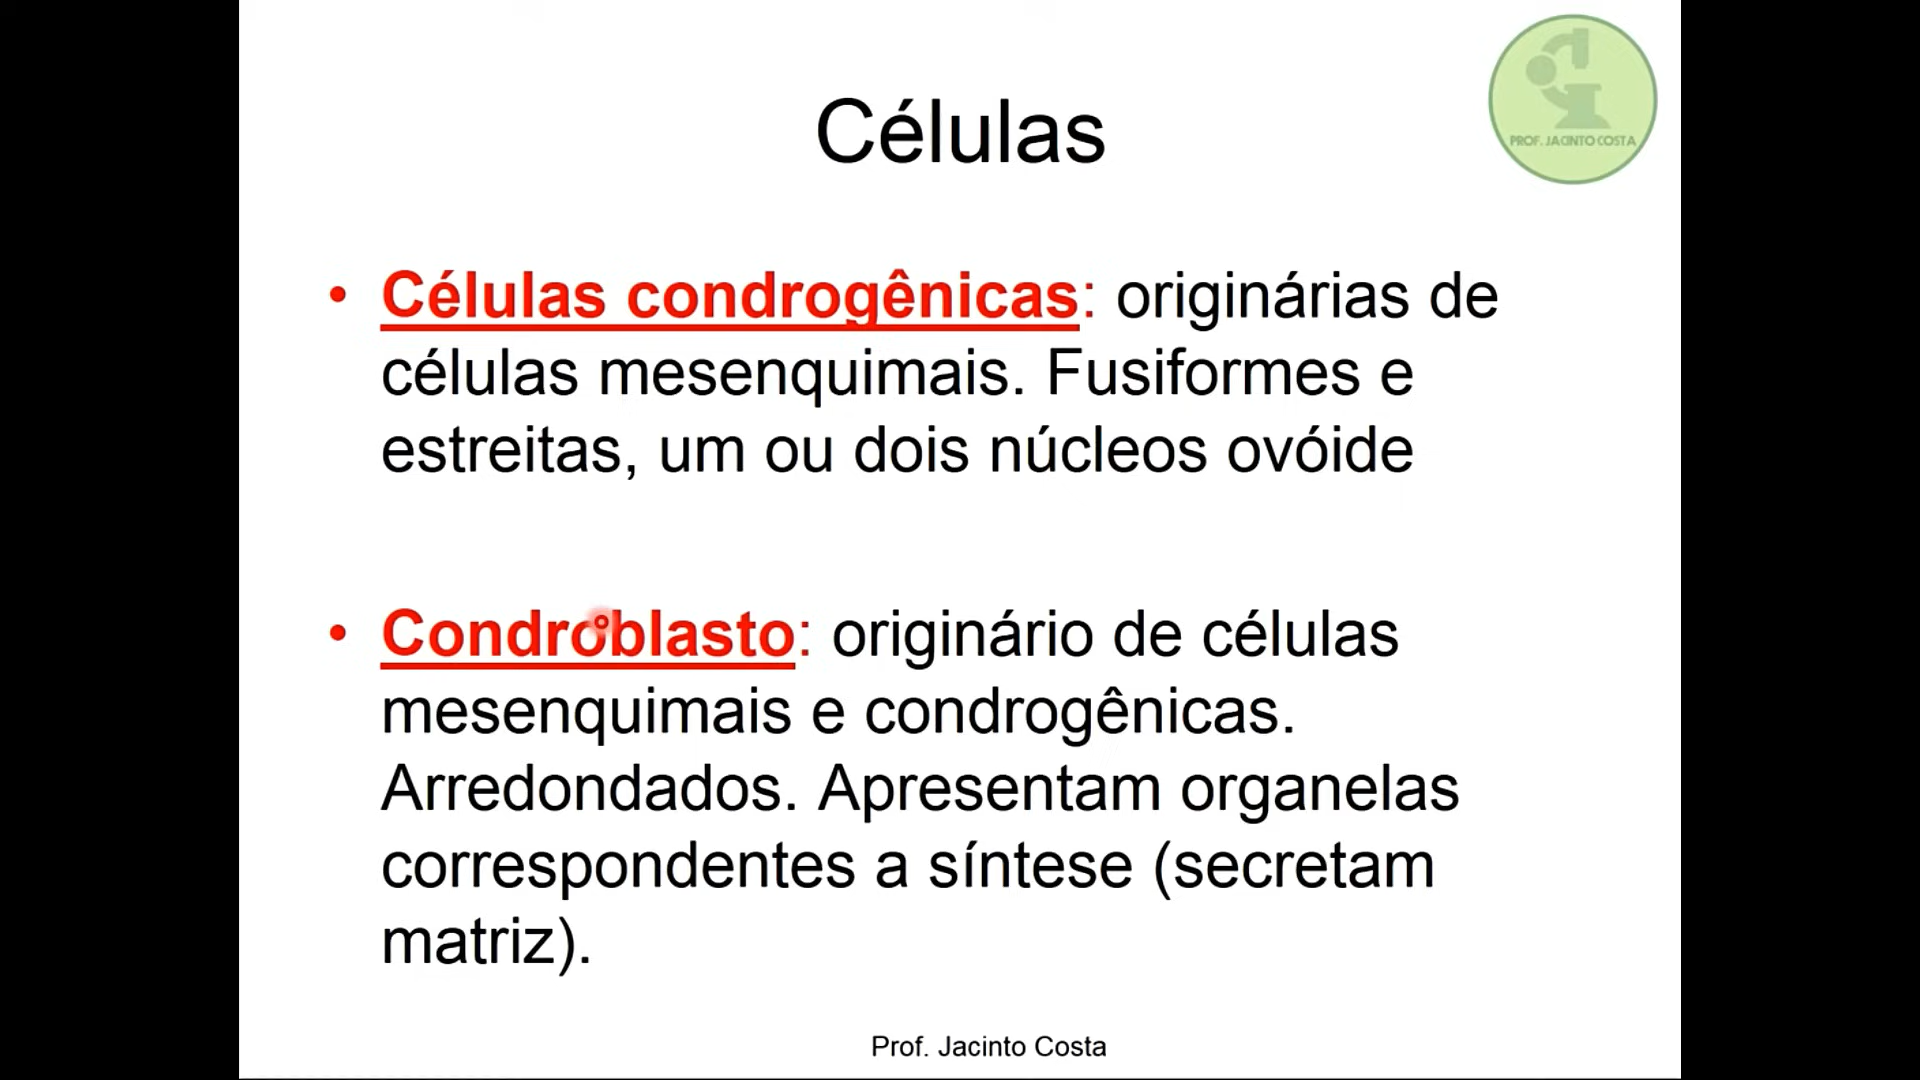 Células
PROF. JACINTO COSTA
• Células condrogênicas: originárias de
células mesenquimais. Fusiformes e
estreitas, um ou dois núcleos ovóide
• Condroblasto: originário de células
mesenquimais e condrogênicas.
Arredondados. Apresentam organelas
correspondentes a síntese (secretam
matriz).
Prof. Jacinto Costa